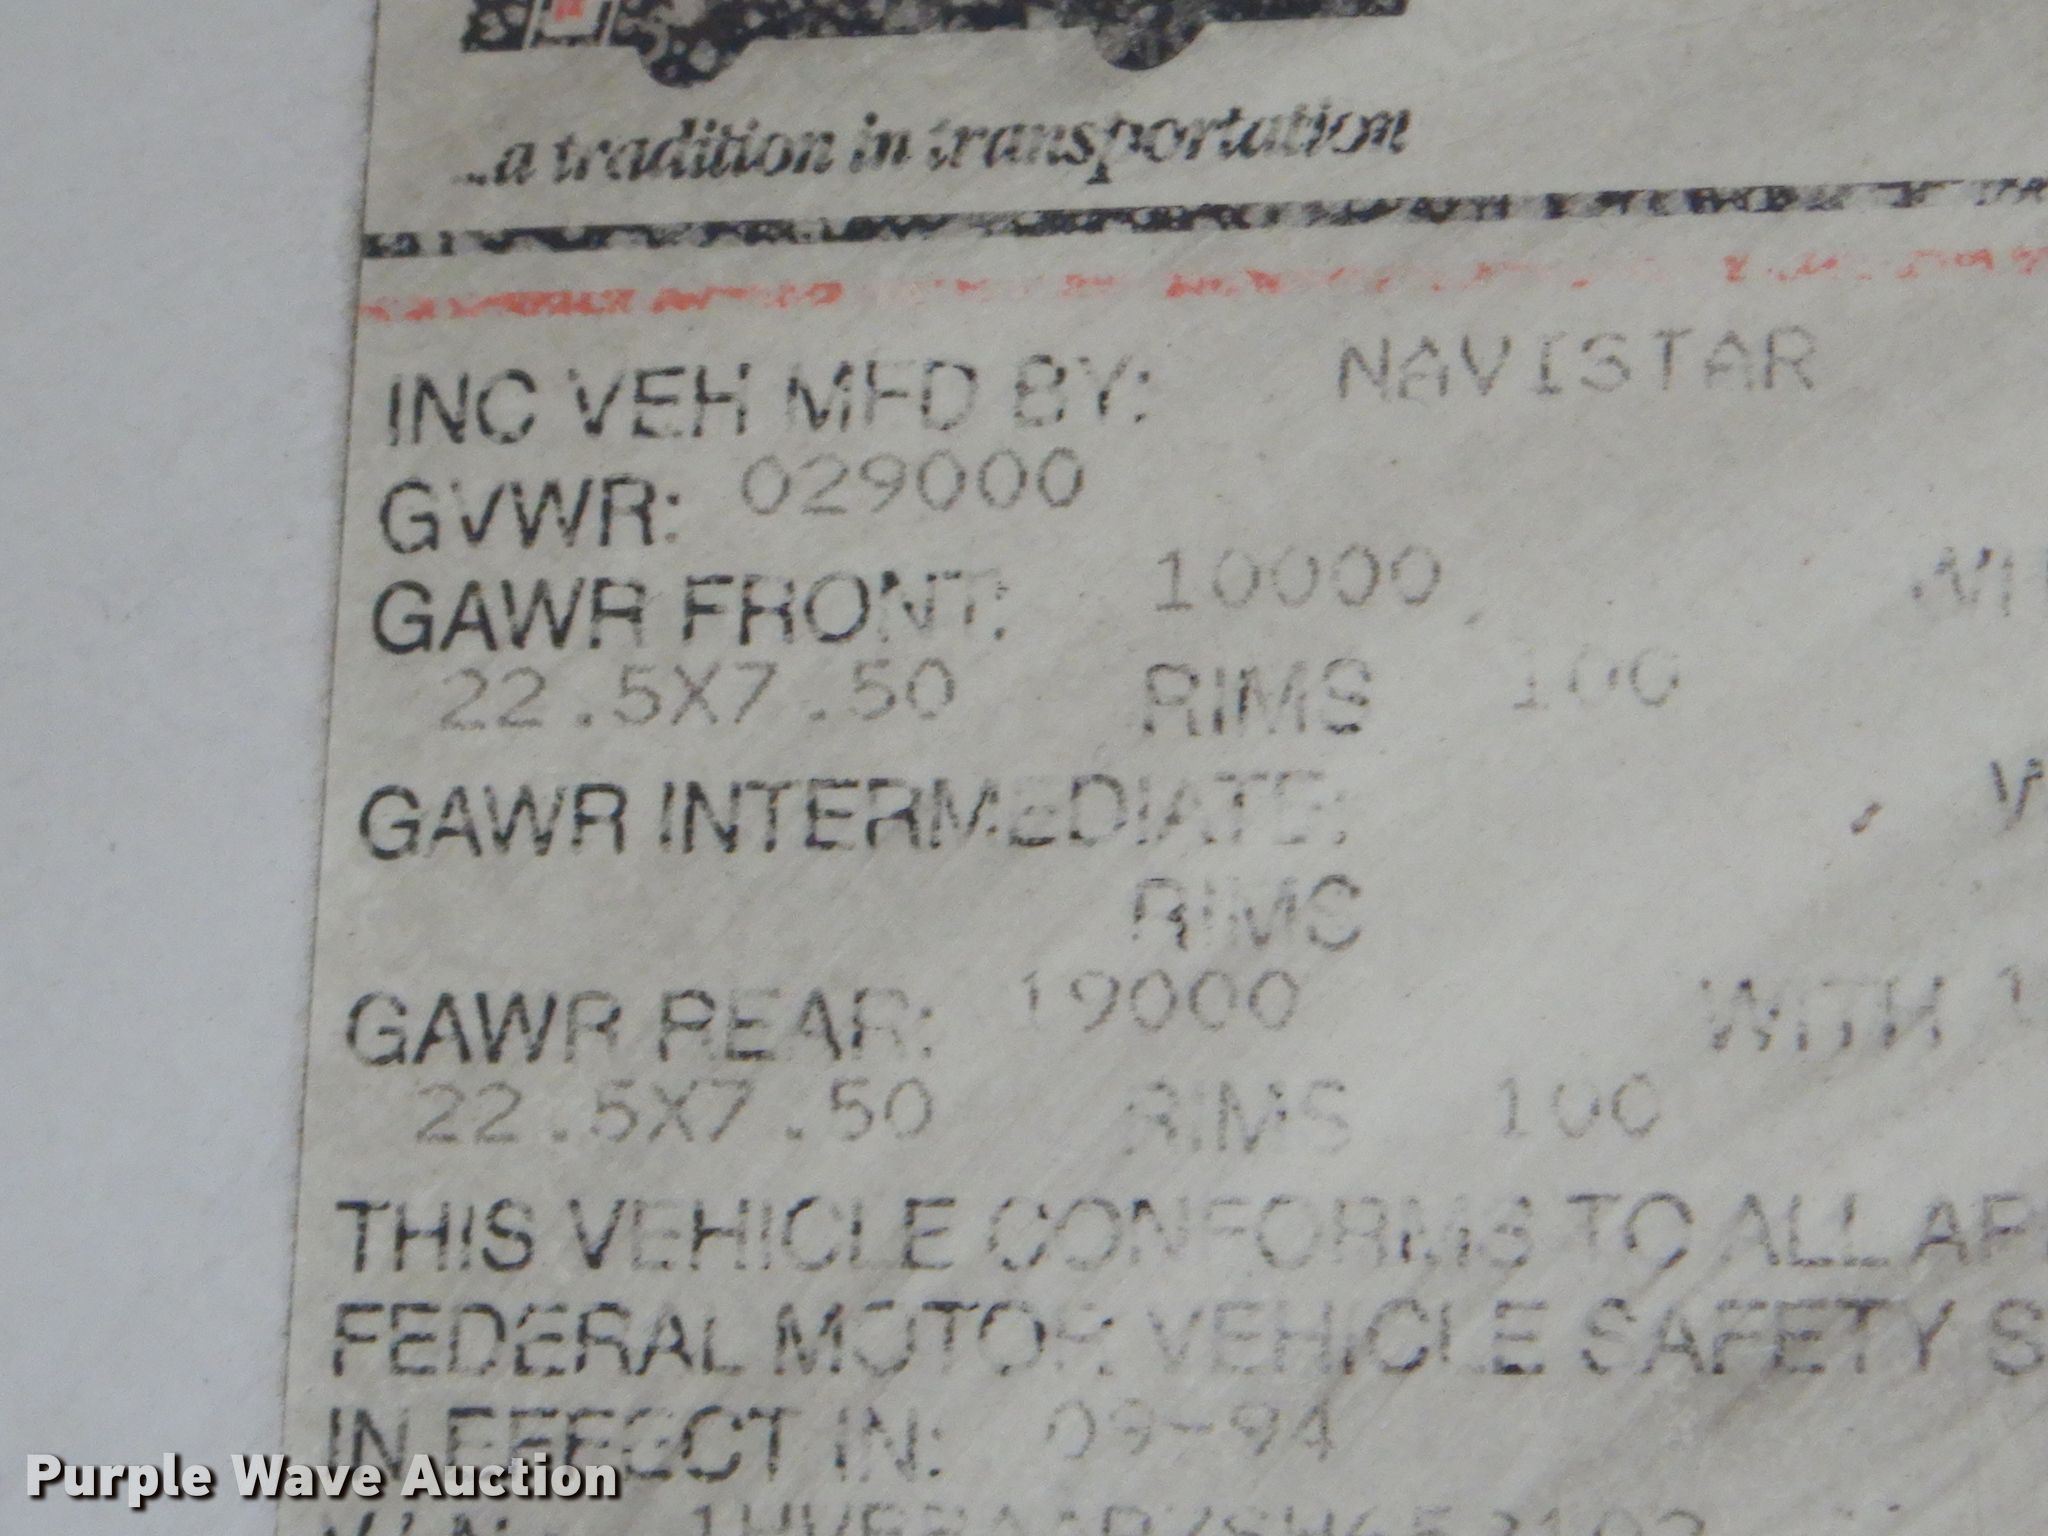 ...a tradition in transportation
INC VEH MFD BY: NAVISTAR
GVWR: 029000
GAWR FRONT: 10000
22.5X7.50 RIMS 100
GAWR INTERMEDIATE:
RIMS
GAWR REAR: 19000 WITH
22.5X7.50 RIMS 100
THIS VEHICLE CONFORMS TO ALL
FEDERAL MOTOR VEHICLE SAFETY
IN EFFECT IN: 09-94
Purple Wave Auction